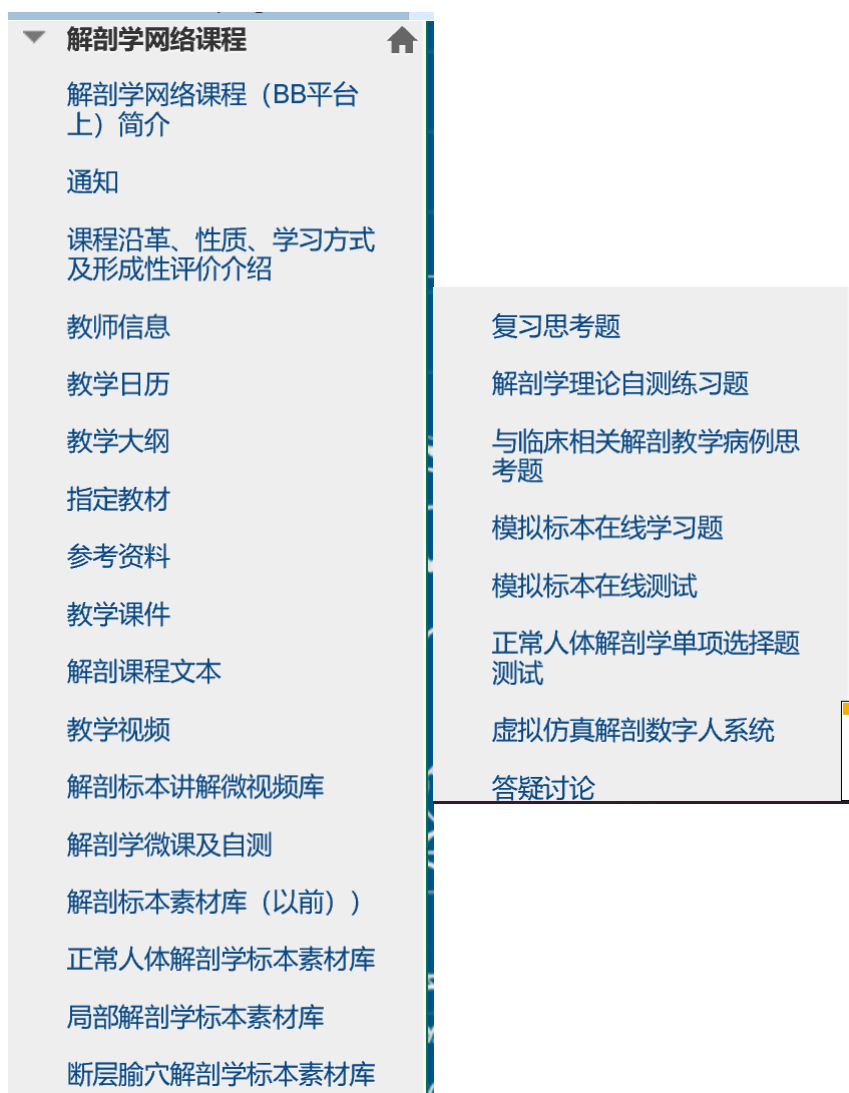 解剖学网络课程
解剖学网络课程（BB平台
上）简介
通知
课程沿革、性质、学习方式
及形成性评价介绍
教师信息
教学日历
教学大纲
指定教材
参考资料
教学课件
解剖课程文本
教学视频
解剖标本讲解微视频库
解剖学微课及自测
解剖标本素材库（以前））
正常人体解剖学标本素材库
局部解剖学标本素材库
断层腧穴解剖学标本素材库
复习思考题
解剖学理论自测练习题
与临床相关解剖教学病例思
考题
模拟标本在线学习题
模拟标本在线测试
正常人体解剖学单项选择题
测试
虚拟仿真解剖数字人系统
答疑讨论